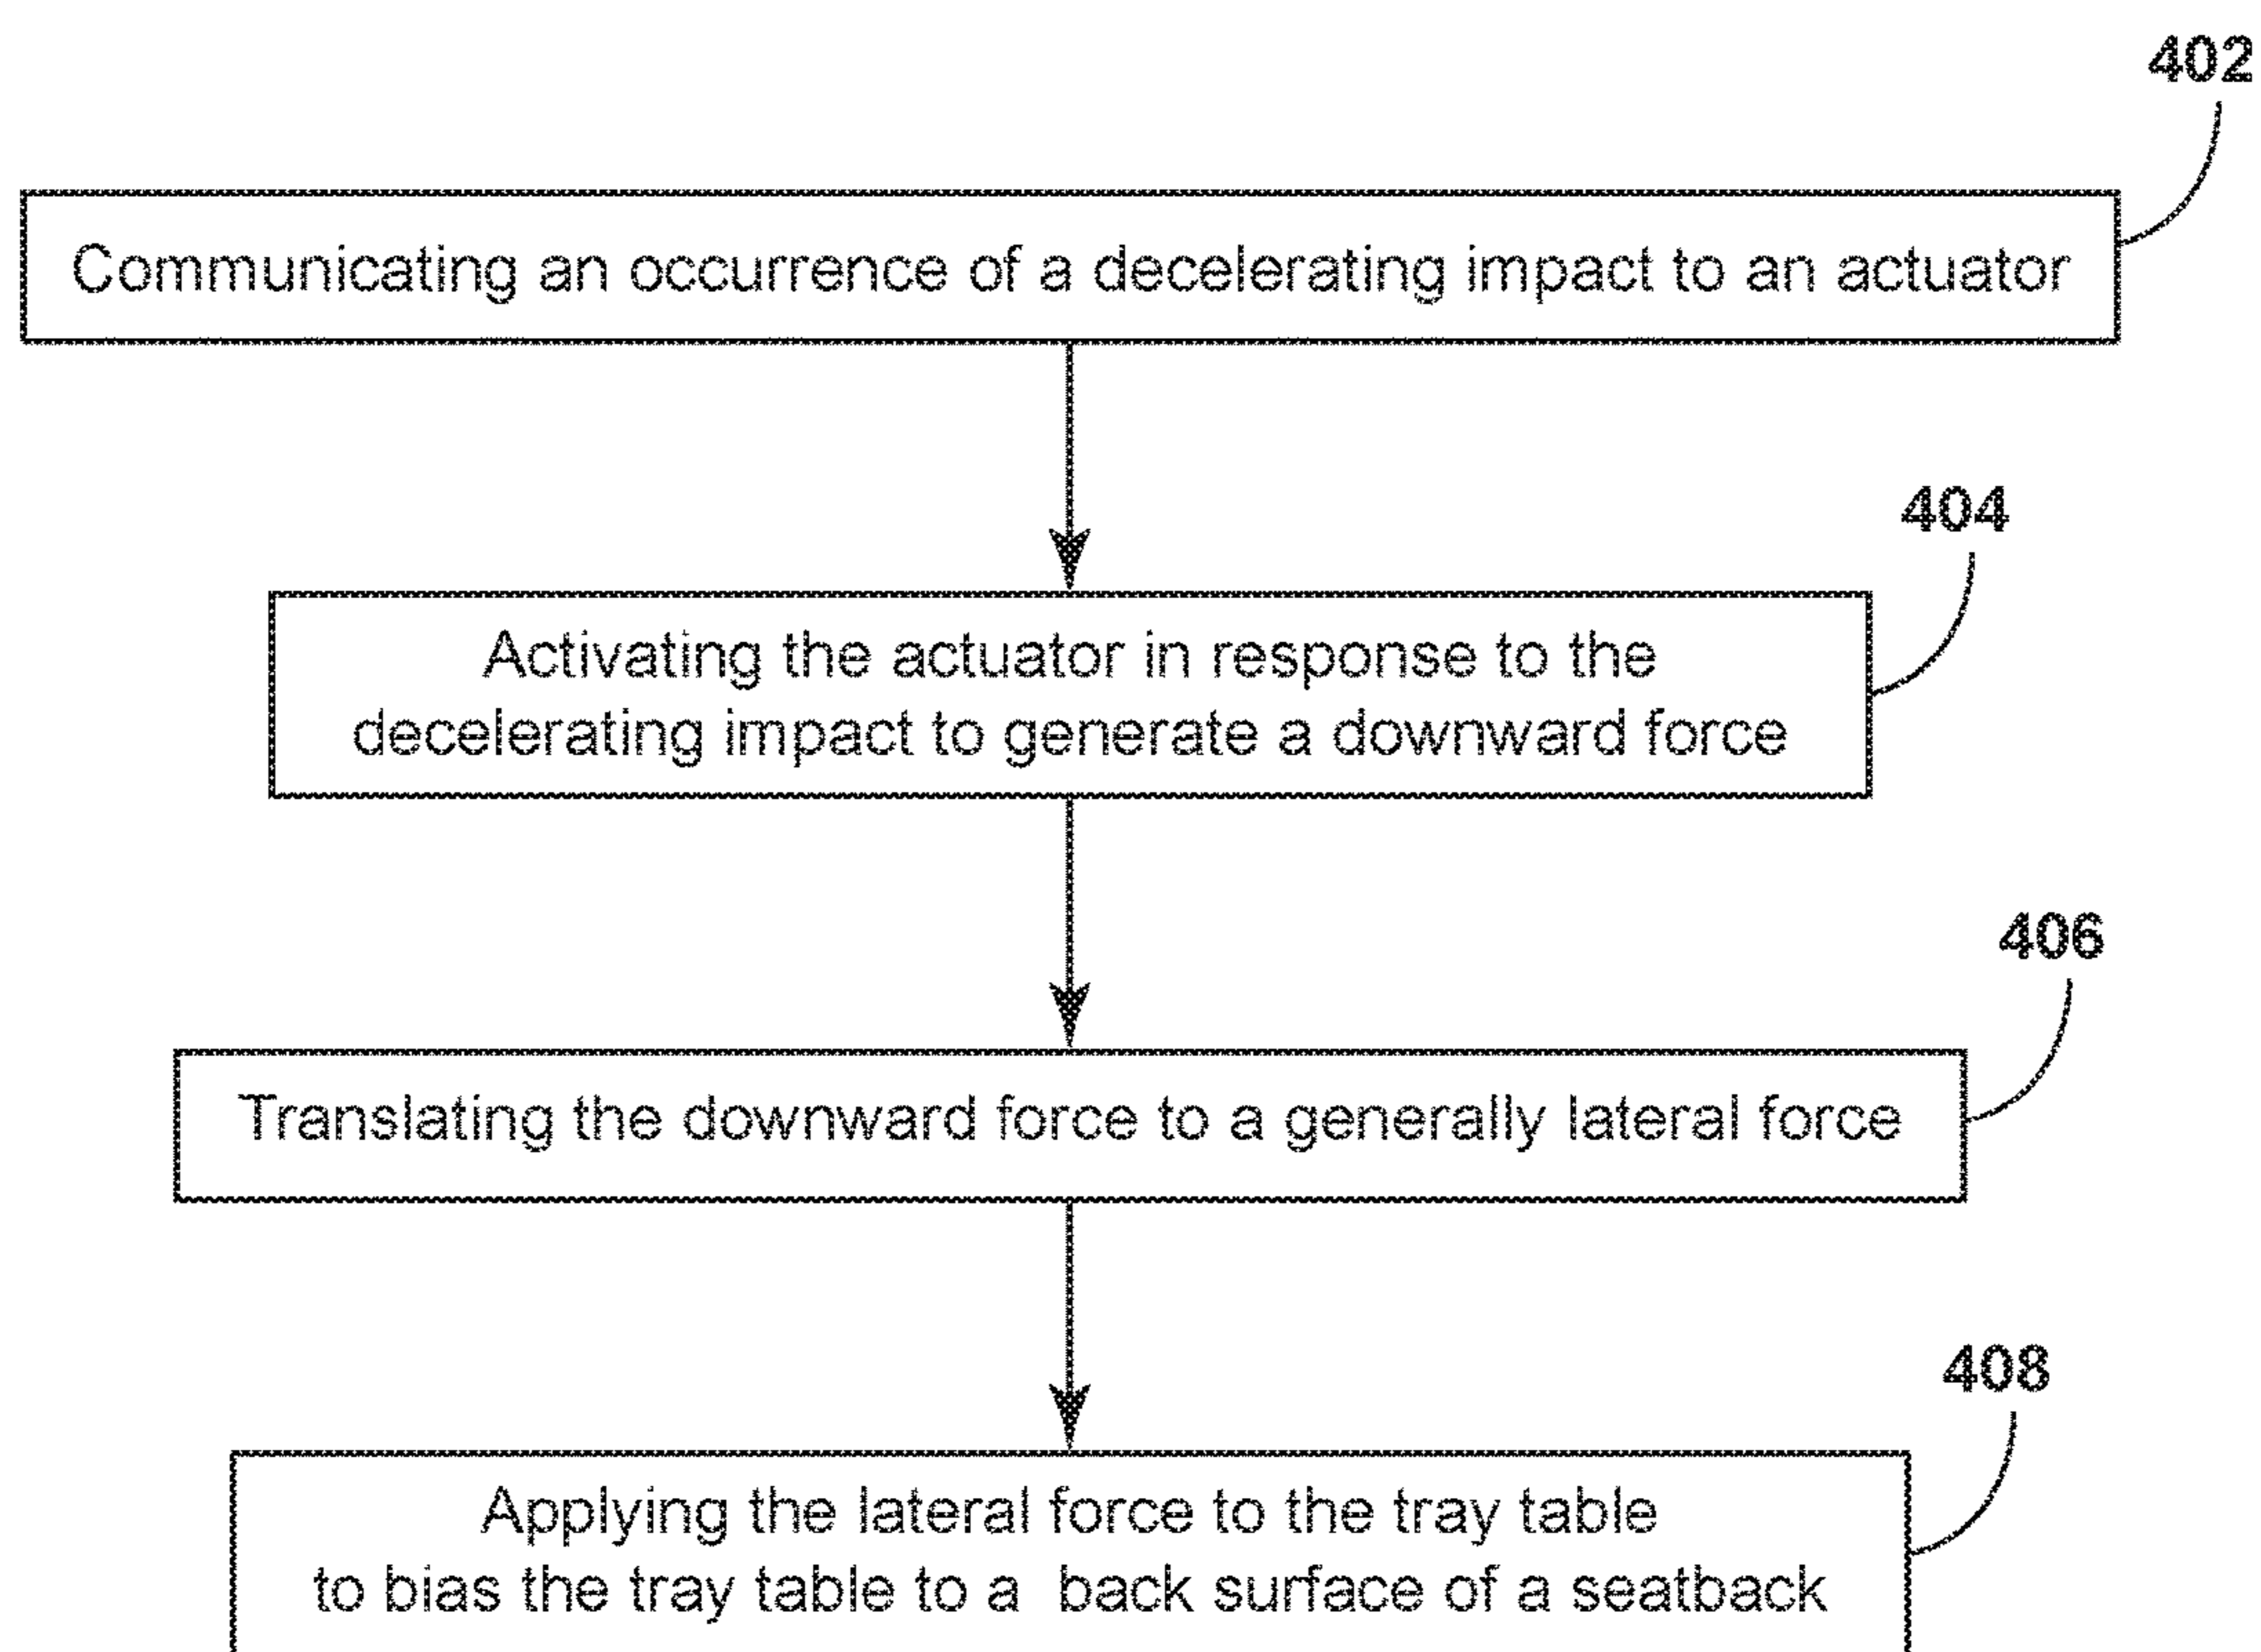 402
Communicating an occurrence of a decelerating impact to an actuator
404
Activating the actuator in response to the
decelerating impact to generate a downward force
406
Translating the downward force to a generally lateral force
408
Applying the lateral force to the tray table
to bias the tray table to a back surface of a seatback